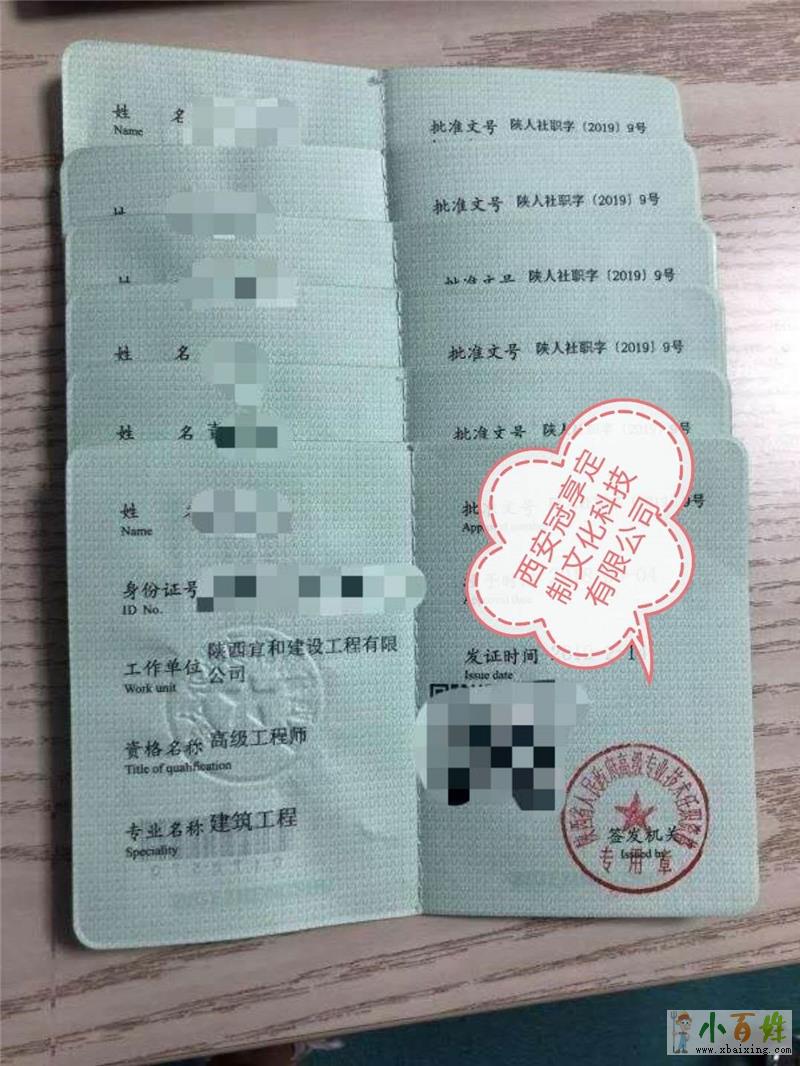 姓 名
Name
批准文号 陕人社职字〔2019〕9号
批准文号 陕人社职字〔2019〕9号
批准文号 陕人社职字〔2019〕9号
姓 名
批准文号 陕人社职字〔2019〕9号
姓 名
批准文号
姓
Name
批
号
西安冠享定
制文化科技
有限公司
身份证号
ID No.
工作单位 陕西宜和建设工程有限
公司
Work unit
发证时间
Issue date
资格名称 高级工程师
Title of qualification
专业名称 建筑工程
Speciality
签发机关
Issued by
专用章
小百姓
www.xbaixing.com